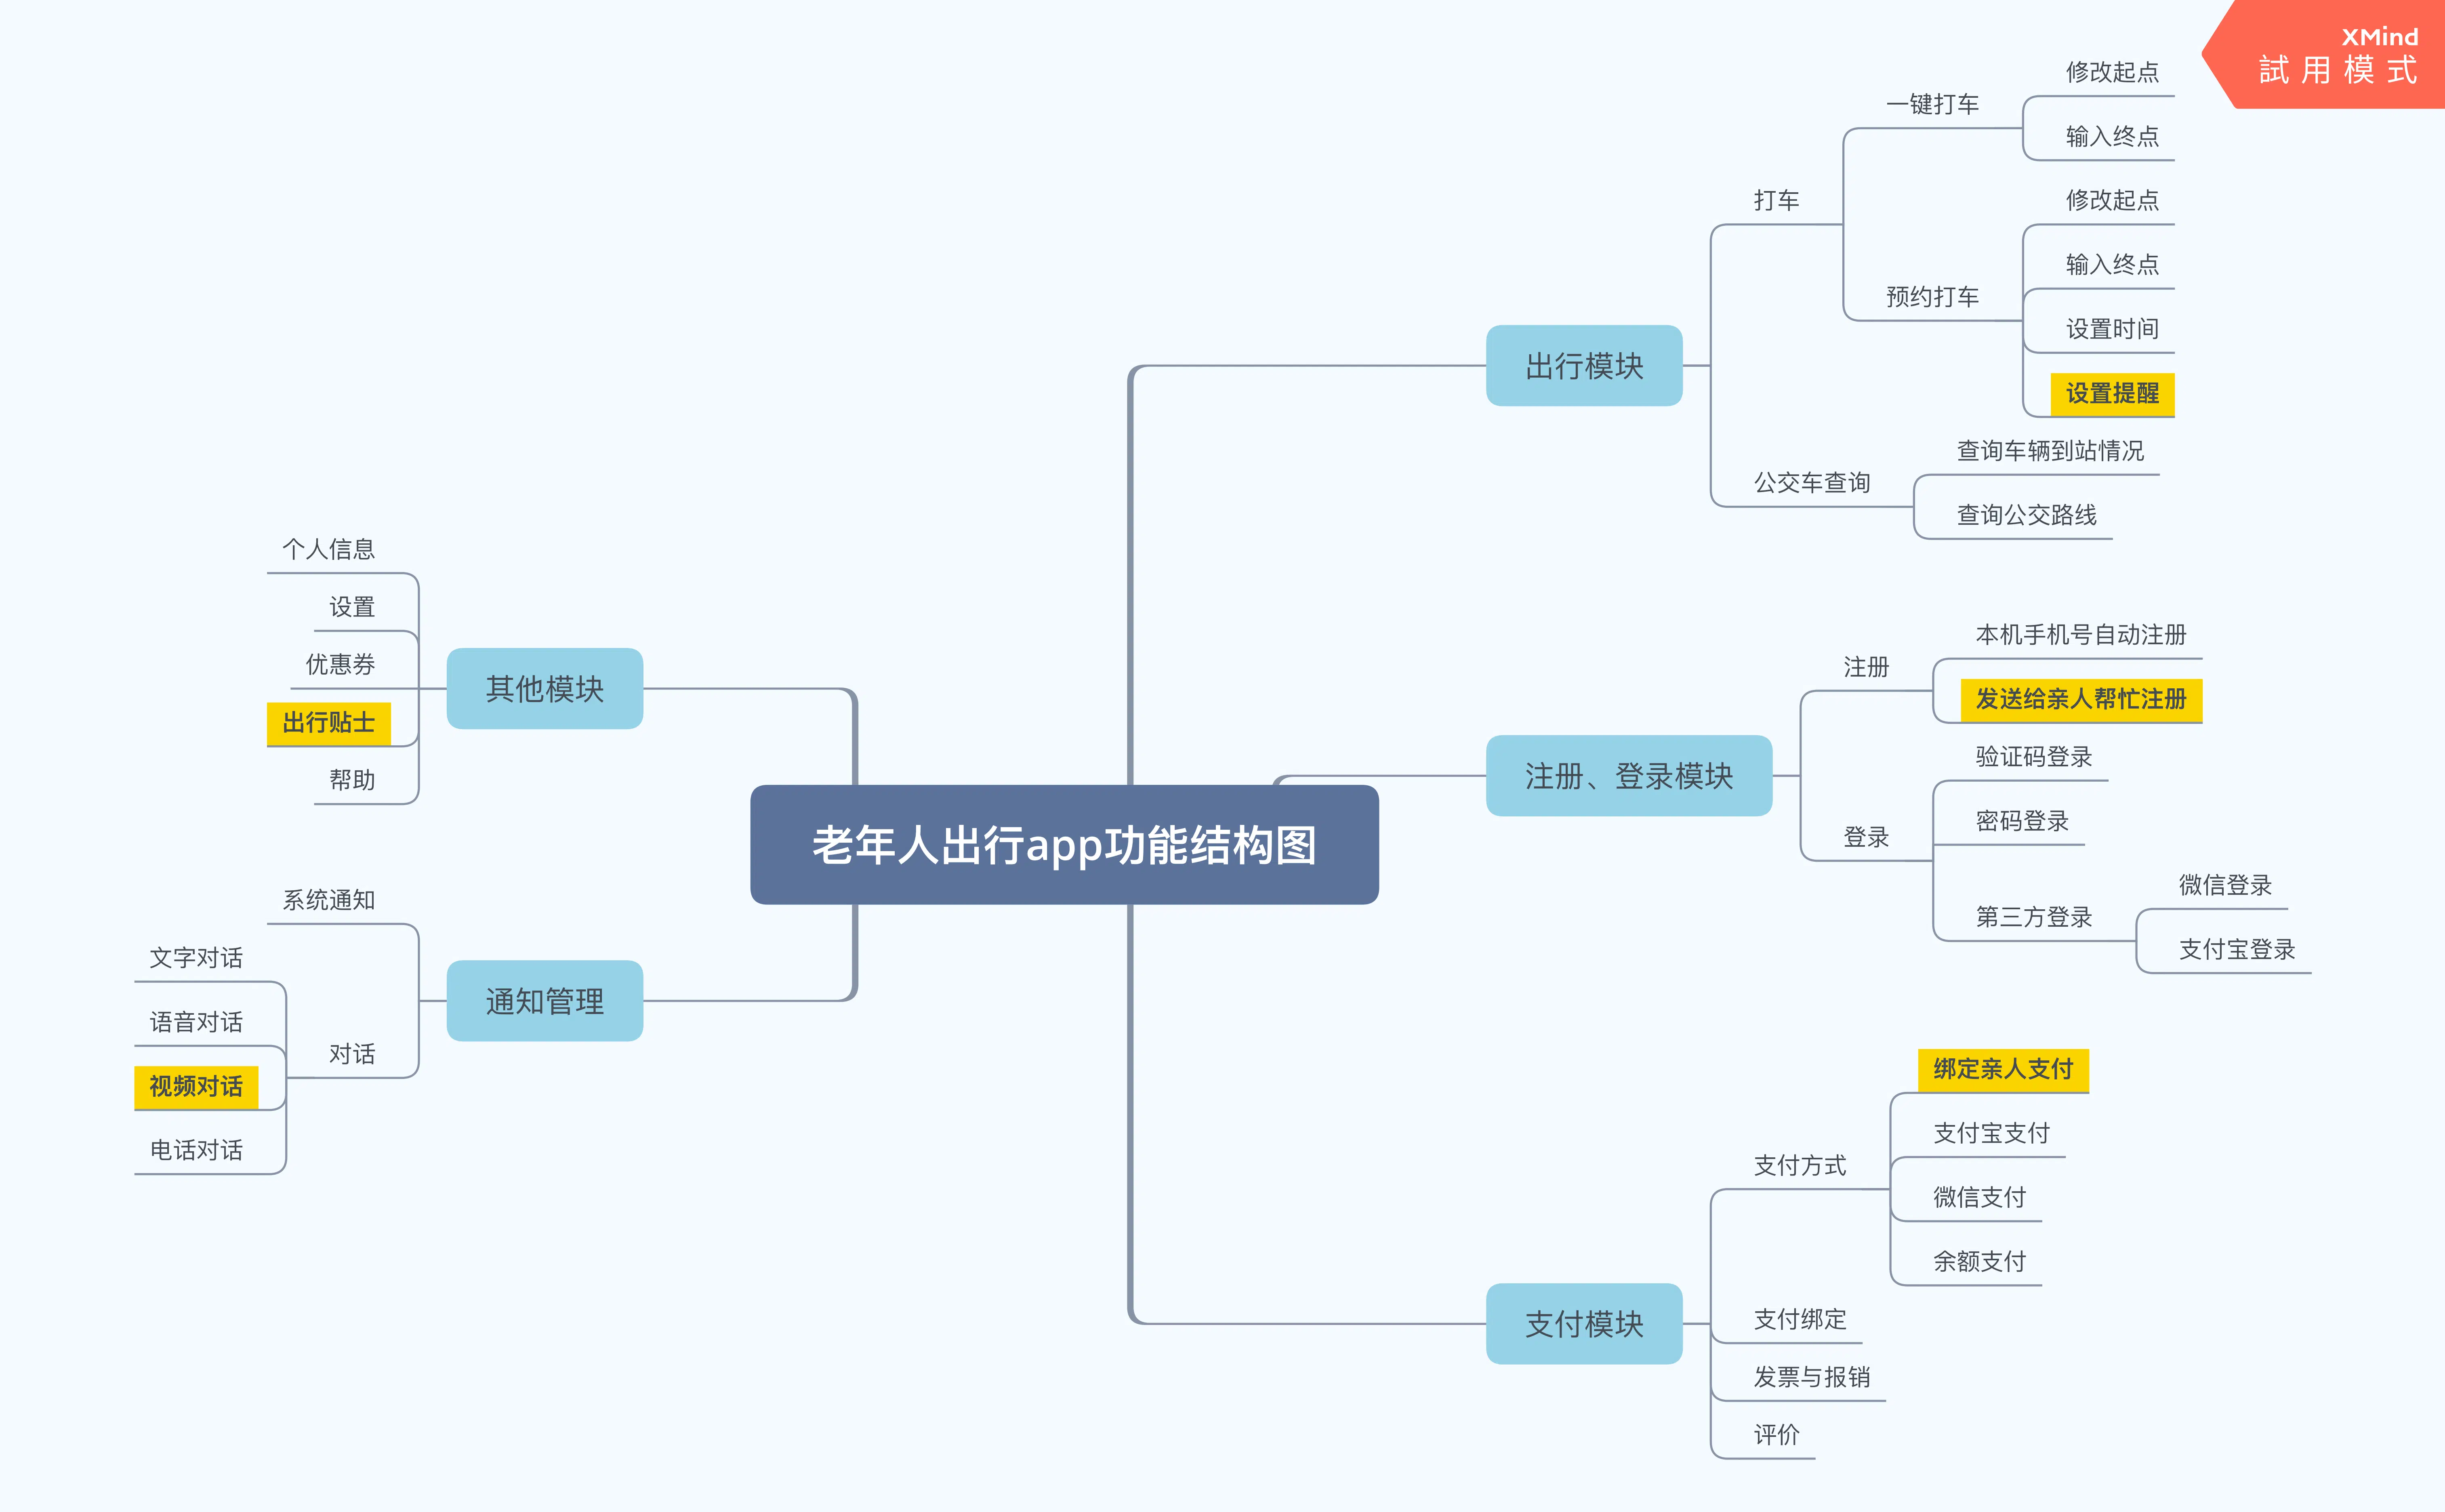 XMind
試用模式
老年人出行app功能结构图
出行模块
打车
一键打车
修改起点
输入终点
预约打车
修改起点
输入终点
设置时间
设置提醒
公交车查询
查询车辆到站情况
查询公交路线
注册、登录模块
注册
本机手机号自动注册
发送给亲人帮忙注册
登录
验证码登录
密码登录
第三方登录
微信登录
支付宝登录
支付模块
支付方式
绑定亲人支付
支付宝支付
微信支付
余额支付
支付绑定
发票与报销
评价
其他模块
个人信息
设置
优惠券
出行贴士
帮助
通知管理
系统通知
对话
文字对话
语音对话
视频对话
电话对话